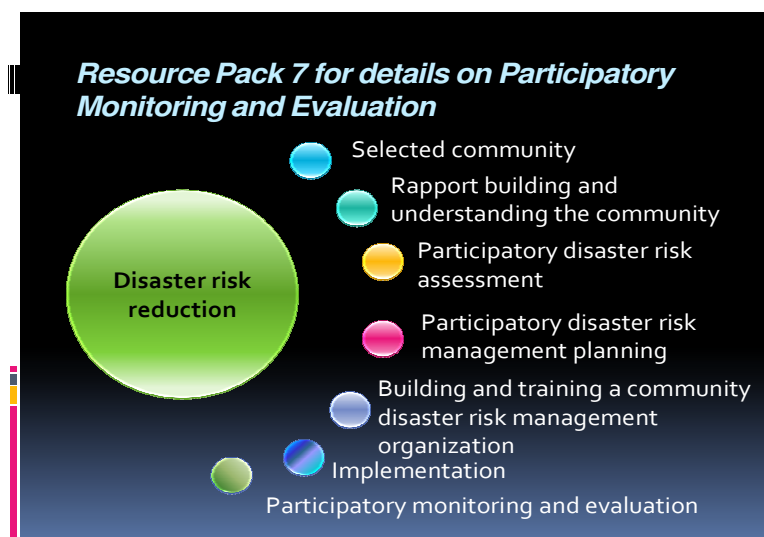 Resource Pack 7 for details on Participatory
Monitoring and Evaluation
Selected community
Rapport building and
understanding the community
Participatory disaster risk
assessment
Disaster risk
reduction
Participatory disaster risk
management planning
Building and training a community
disaster risk management
organization
Implementation
Participatory monitoring and evaluation